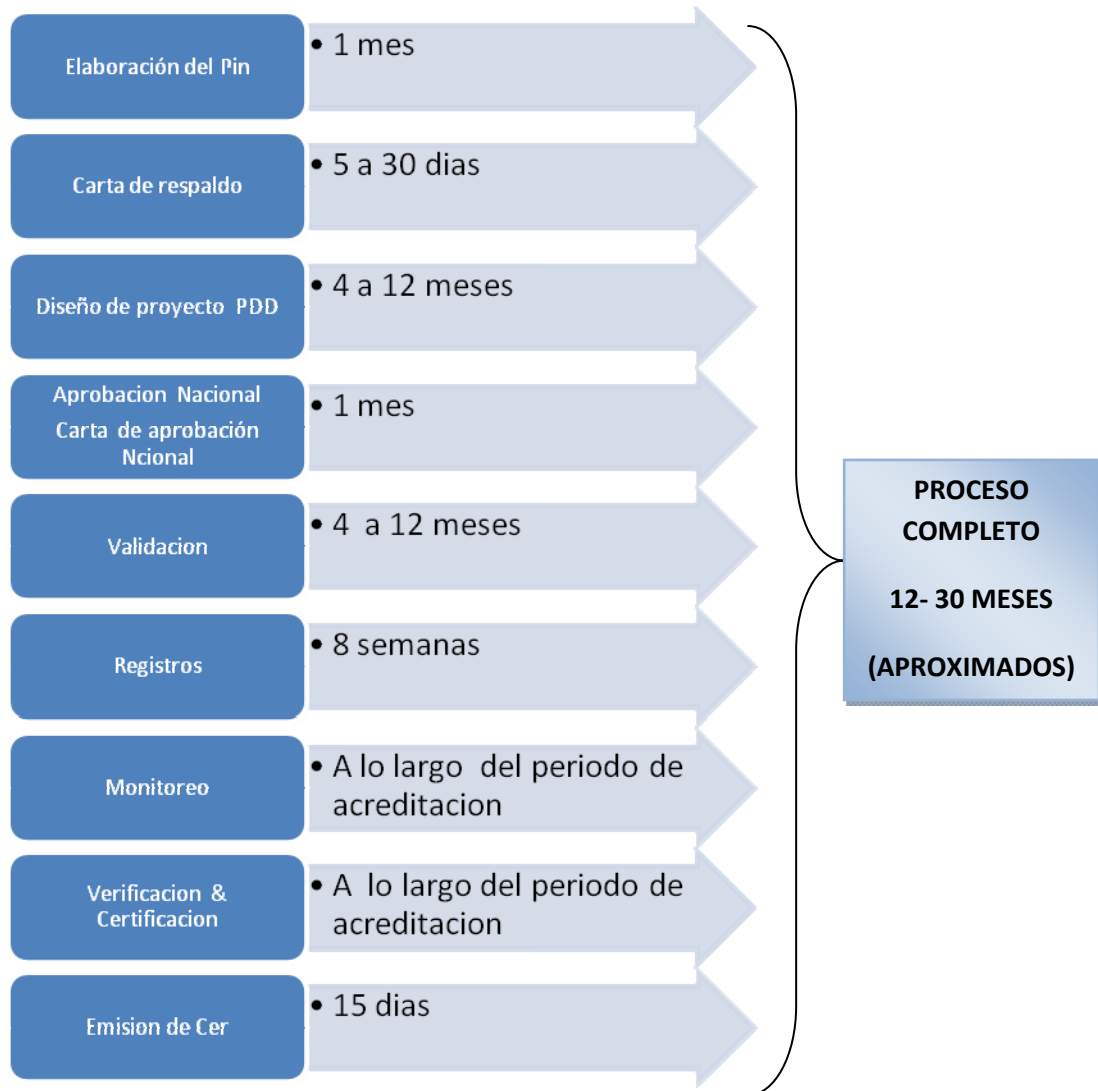 Elaboración del Pin
• 1 mes
Carta de respaldo
• 5 a 30 dias
Diseño de proyecto PDD
• 4 a 12 meses
Aprobacion Nacional
Carta de aprobación
Ncional
• 1 mes
Validacion
• 4 a 12 meses
Registros
• 8 semanas
Monitoreo
• A lo largo del periodo de
acreditacion
Verificacion &
Certificacion
• A lo largo del periodo de
acreditacion
Emision de Cer
• 15 dias
PROCESO
COMPLETO
12- 30 MESES
(APROXIMADOS)